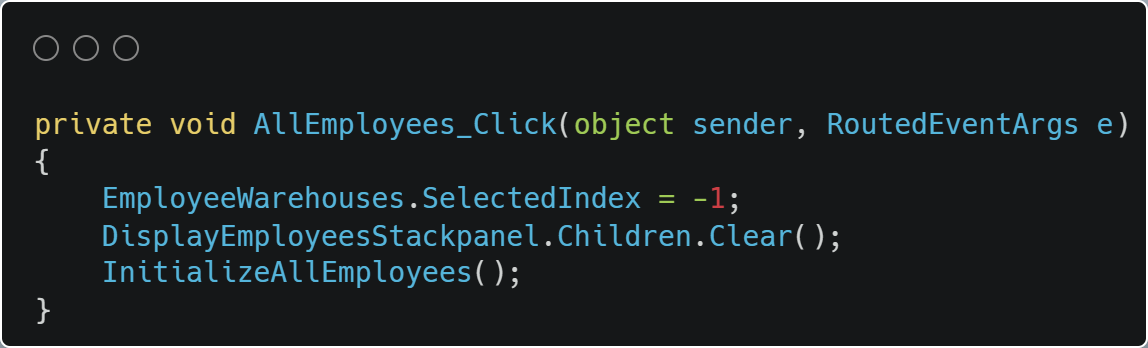 private void AllEmployees_Click(object sender, RoutedEventArgs e)
{
    EmployeeWarehouses.SelectedIndex = -1;
    DisplayEmployeesStackpanel.Children.Clear();
    InitializeAllEmployees();
}